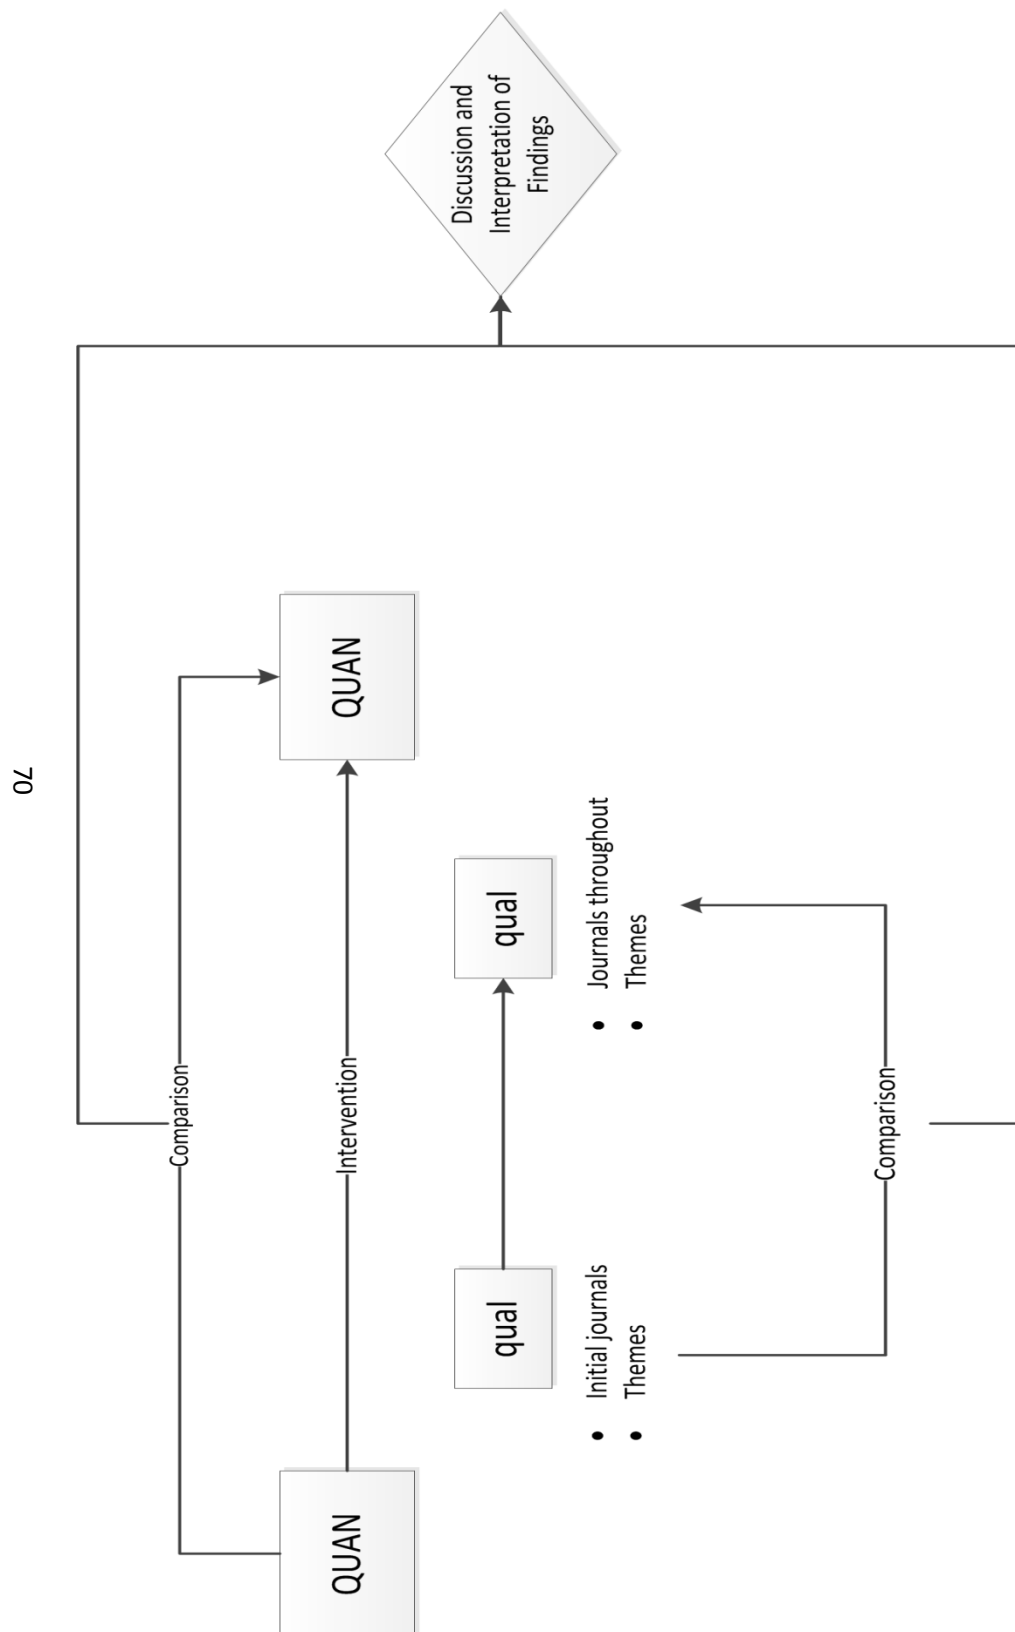 70
Comparison
QUAN
Intervention
QUAN
qual
qual
• Initial journals
• Themes
• Journals throughout
• Themes
Comparison
Discussion and
Interpretation of
Findings